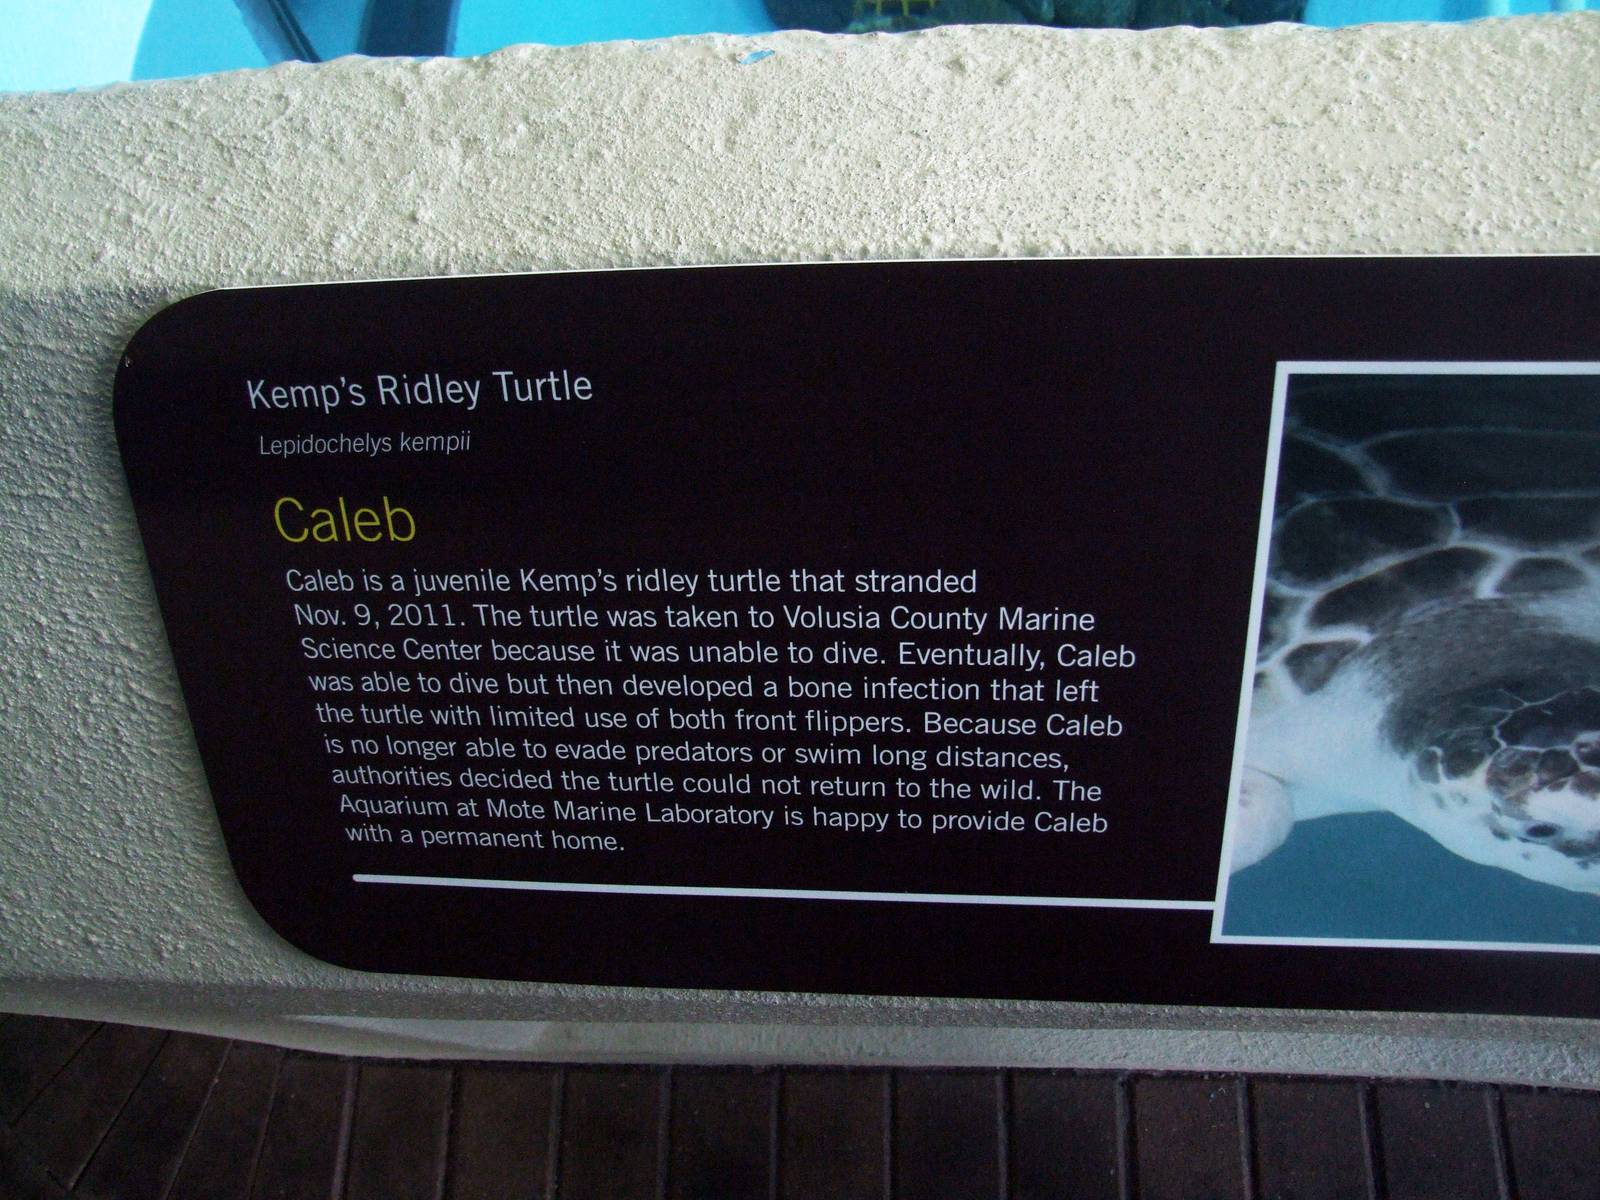 Kemp's Ridley Turtle
Lepidochelys kempii
Caleb
Caleb is a juvenile Kemp's ridley turtle that stranded
Nov. 9, 2011. The turtle was taken to Volusia County Marine
Science Center because it was unable to dive. Eventually, Caleb
was able to dive but then developed a bone infection that left
the turtle with limited use of both front flippers. Because Caleb
is no longer able to evade predators or swim long distances,
authorities decided the turtle could not return to the wild. The
Aquarium at Mote Marine Laboratory is happy to provide Caleb
with a permanent home.